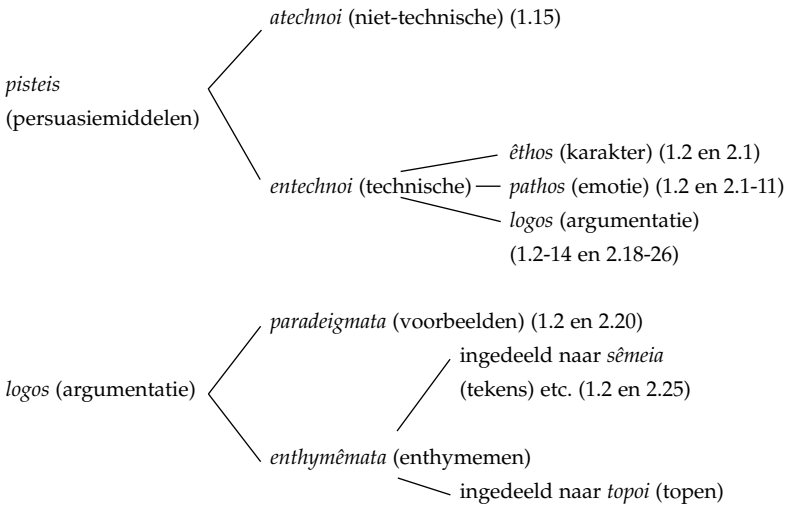 atechnoi (niet-technische) (1.15)
pisteis
(persuasiemiddelen)
êthos (karakter) (1.2 en 2.1)
entechnoi (technische)
pathos (emotie) (1.2 en 2.1-11)
logos (argumentatie)
(1.2-14 en 2.18-26)
paradeigmata (voorbeelden) (1.2 en 2.20)
ingedeeld naar sêmeia
(tekens) etc. (1.2 en 2.25)
logos (argumentatie)
enthymêmata (enthymemen)
ingedeeld naar topoi (topen)